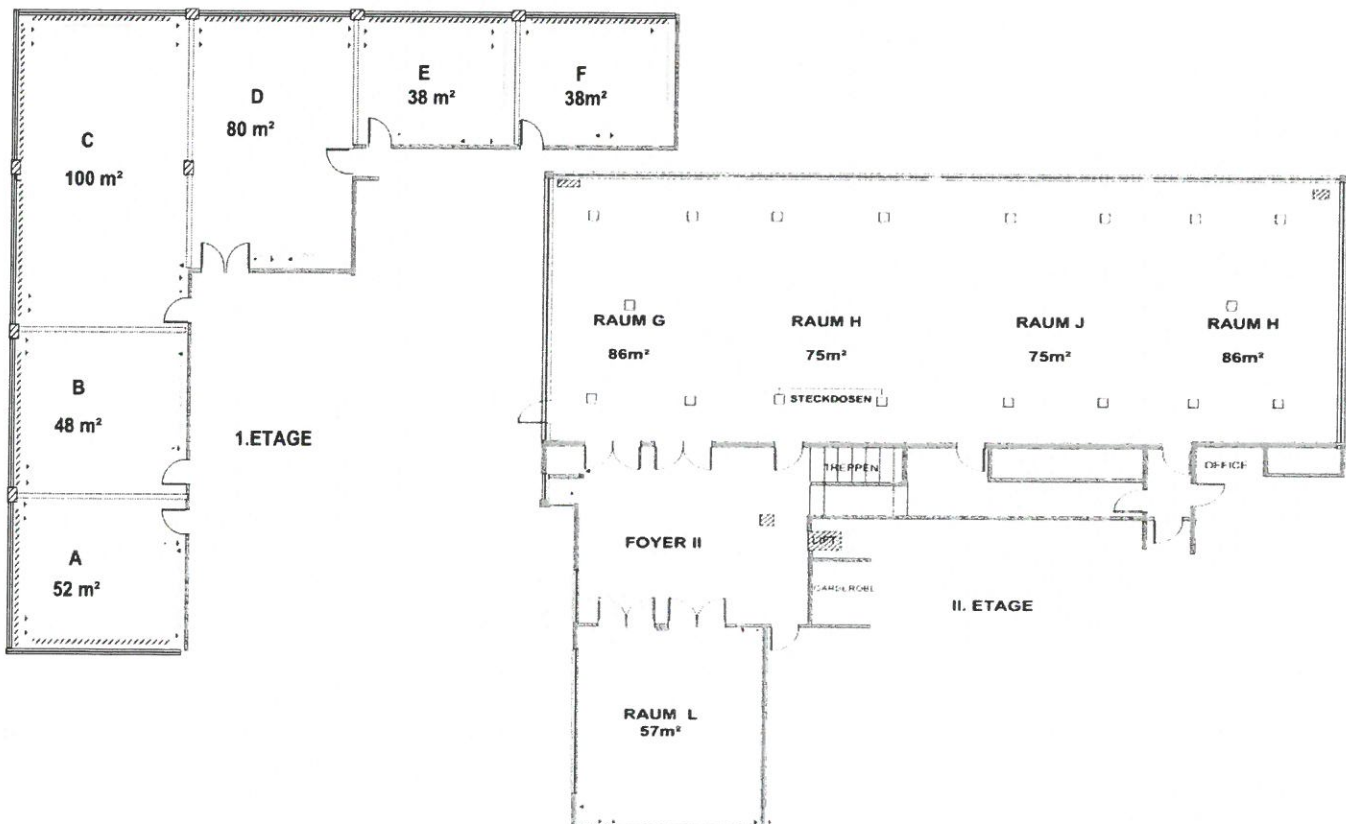 A
52 m²
B
48 m²
C
100 m²
D
80 m²
E
38 m²
F
38m²
1.ETAGE
RAUM G
86m²
RAUM H
75m²
RAUM J
75m²
RAUM H
86m²
STECKDOSEN
TREPPEN
OFFICE
FOYER II
LIFT
GARDEROBE
II. ETAGE
RAUM L
57m²